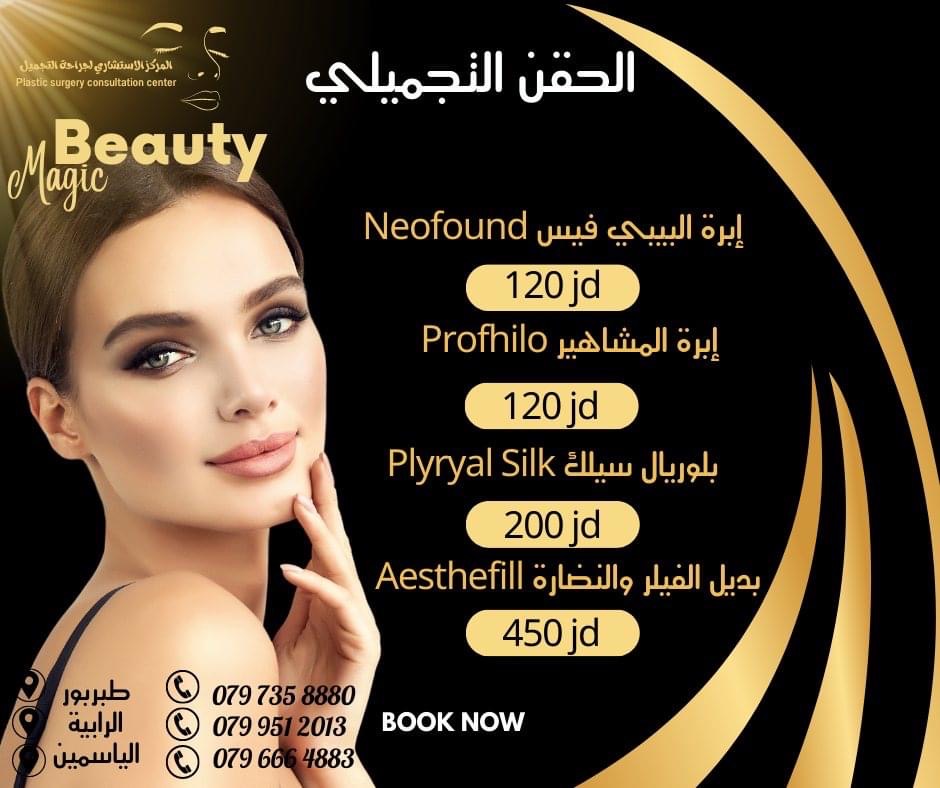 المركز الاستشاري لجراحة التجميل
Plastic surgery consultation center
Beauty
Magic
الحقن التجميلي
إبرة البيبي فيس Neofound
120 jd
إبرة المشاهير Profhilo
120 jd
بلوريال سيلك Plyryal Silk
200 jd
بديل الفيلر والنضارة Aesthefill
450 jd
طبربور 079 735 8880
الرابية 079 951 2013
الياسمين 079 666 4883
BOOK NOW